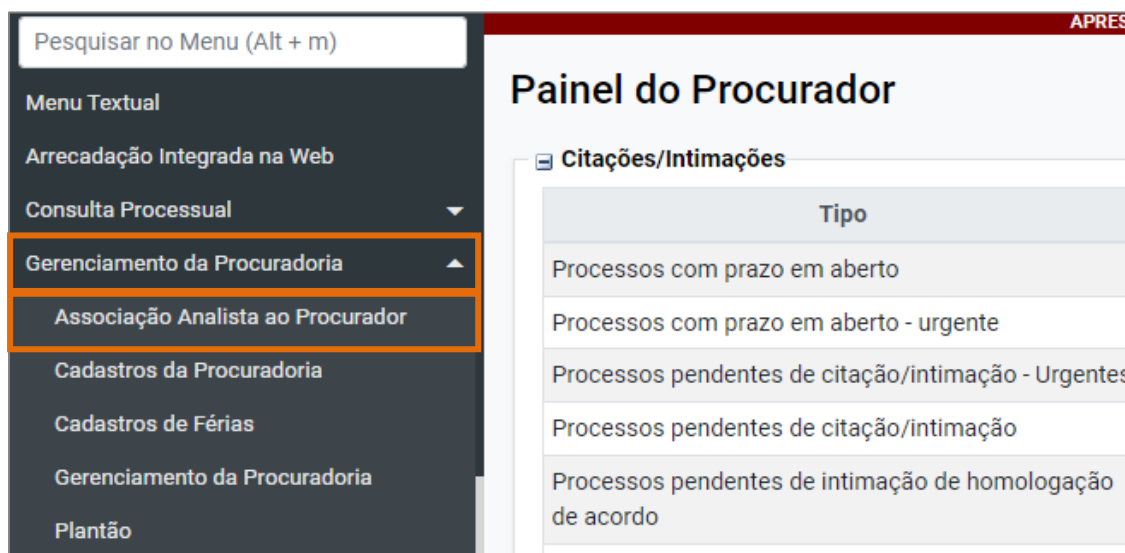 Pesquisar no Menu (Alt + m)
Menu Textual
Arrecadação Integrada na Web
Consulta Processual
Gerenciamento da Procuradoria
Associação Analista ao Procurador
Cadastros da Procuradoria
Cadastros de Férias
Gerenciamento da Procuradoria
Plantão
APRES
Painel do Procurador
Citações/Intimações
Tipo
Processos com prazo em aberto
Processos com prazo em aberto - urgente
Processos pendentes de citação/intimação - Urgentes
Processos pendentes de citação/intimação
Processos pendentes de intimação de homologação
de acordo